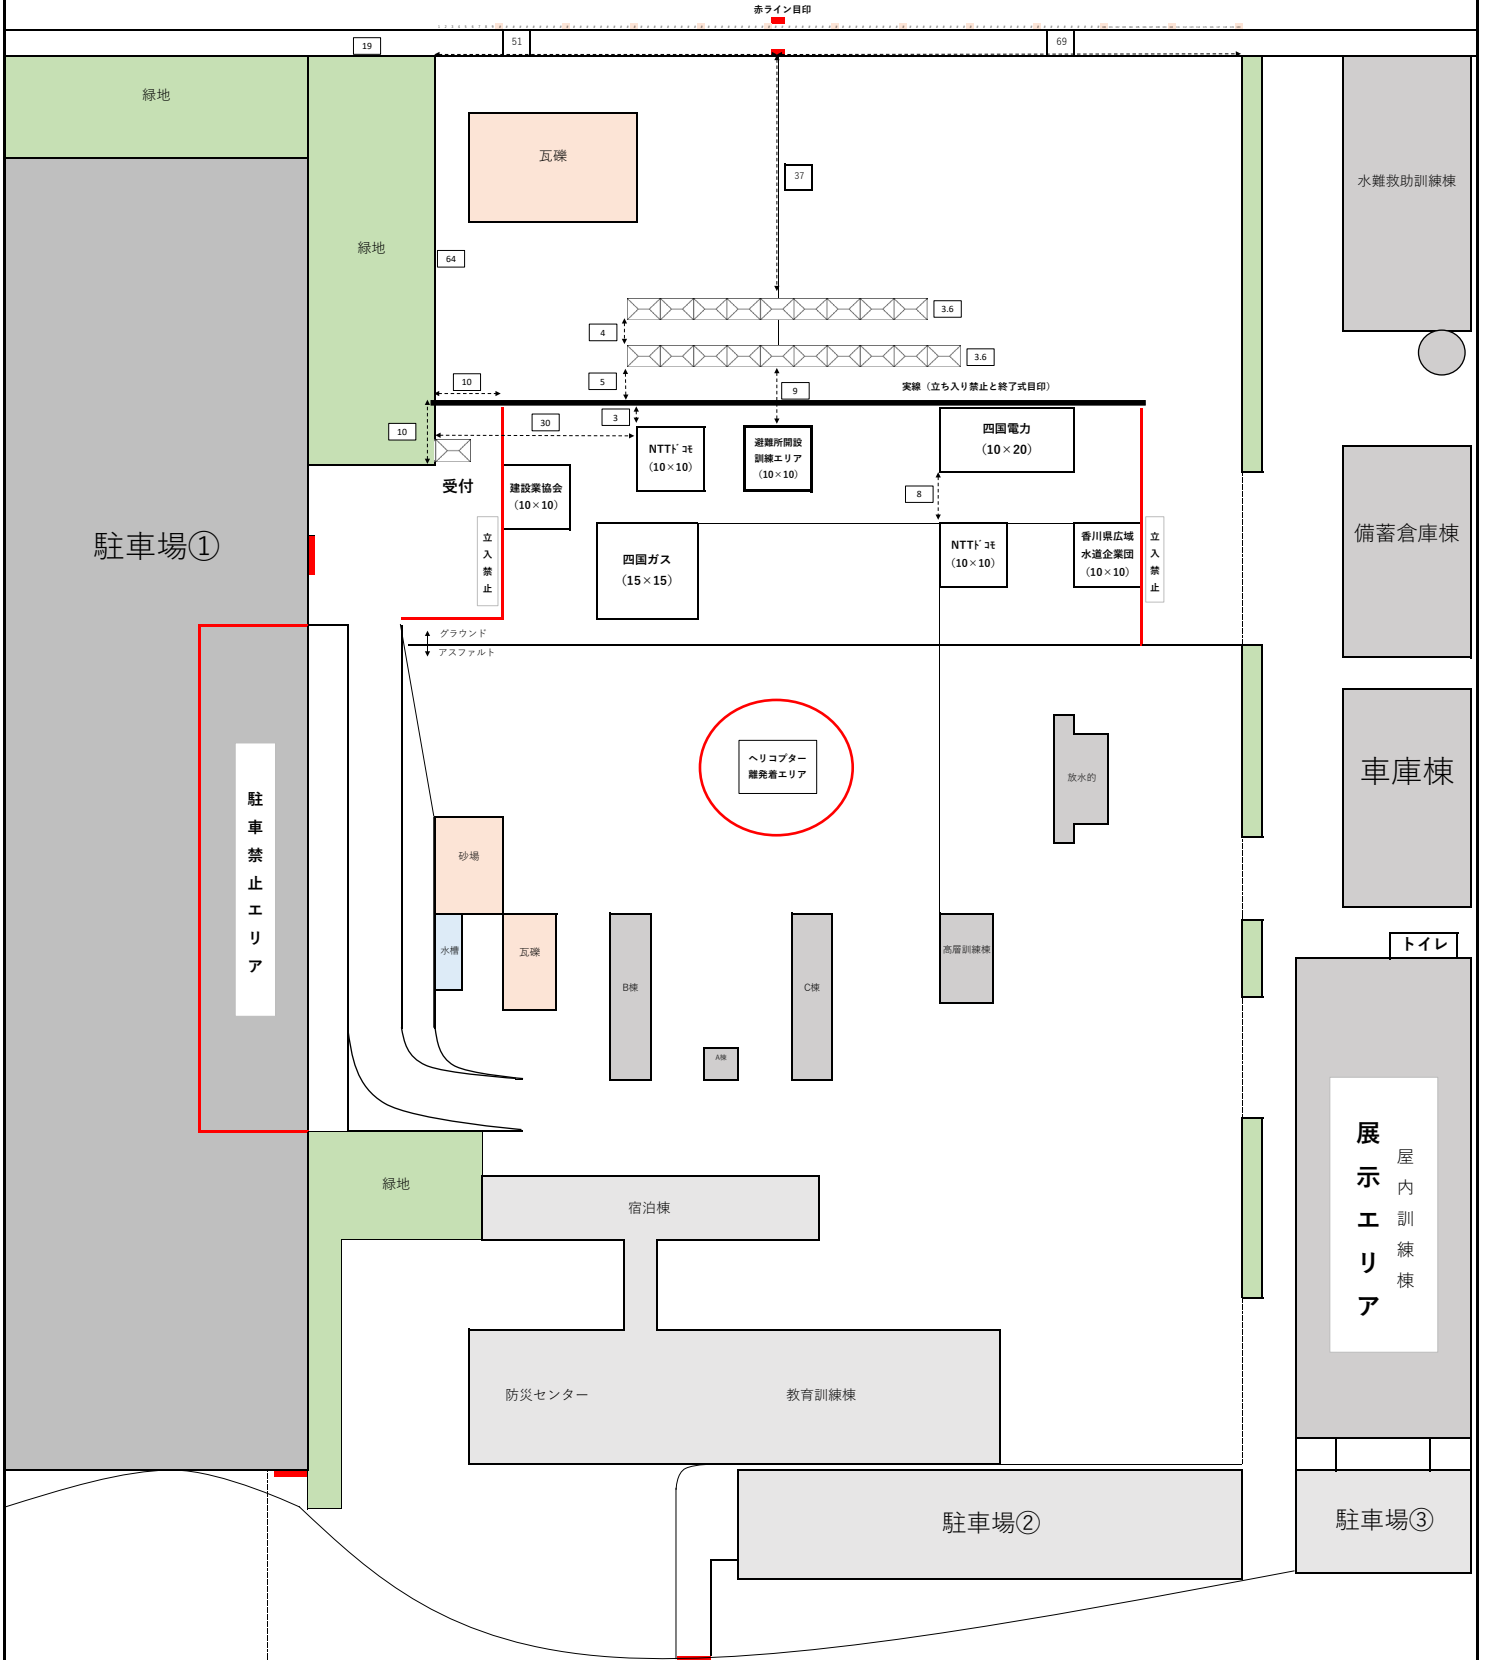 赤ライン目印
19
51
69
緑地
瓦礫
37
水難救助訓練棟
緑地
64
3.6
4
3.6
10
5
9
実線（立ち入り禁止と終了式目印）
10
30
3
NTTﾄﾞｺﾓ
（10×10）
避難所開設
訓練エリア
（10×10）
四国電力
（10×20）
受付
建設業協会
（10×10）
8
駐車場①
立入禁止
四国ガス
（15×15）
NTTﾄﾞｺﾓ
（10×10）
香川県広域
水道企業団
（10×10）
立入禁止
備蓄倉庫棟
グラウンド
アスファルト
ヘリコプター
離発着エリア
放水的
車庫棟
駐車禁止エリア
砂場
水槽
瓦礫
B棟
C棟
高層訓練棟
トイレ
A棟
展示エリア
屋内訓練棟
緑地
宿泊棟
防災センター
教育訓練棟
駐車場②
駐車場③